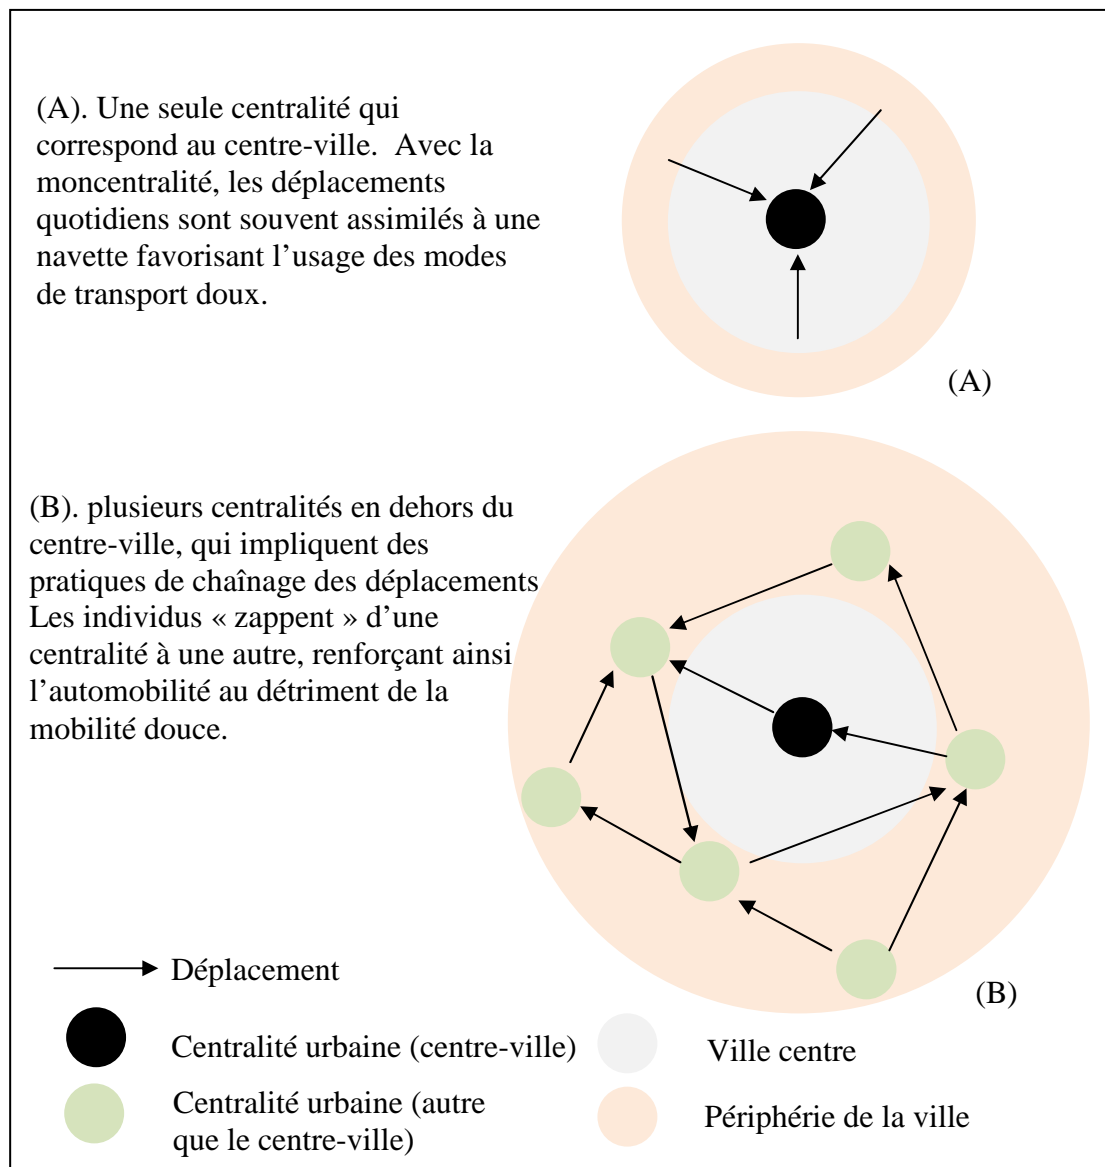 (A). Une seule centralité qui
correspond au centre-ville.  Avec la
moncentralité, les déplacements
quotidiens sont souvent assimilés à une
navette favorisant l’usage des modes
de transport doux.
(A)
(B). plusieurs centralités en dehors du
centre-ville, qui impliquent des
pratiques de chaînage des déplacements
Les individus « zappent » d’une
centralité à une autre, renforçant ainsi
l’automobilité au détriment de la
mobilité douce.
(B)
Déplacement
Centralité urbaine (centre-ville)
Ville centre
Centralité urbaine (autre
que le centre-ville)
Périphérie de la ville